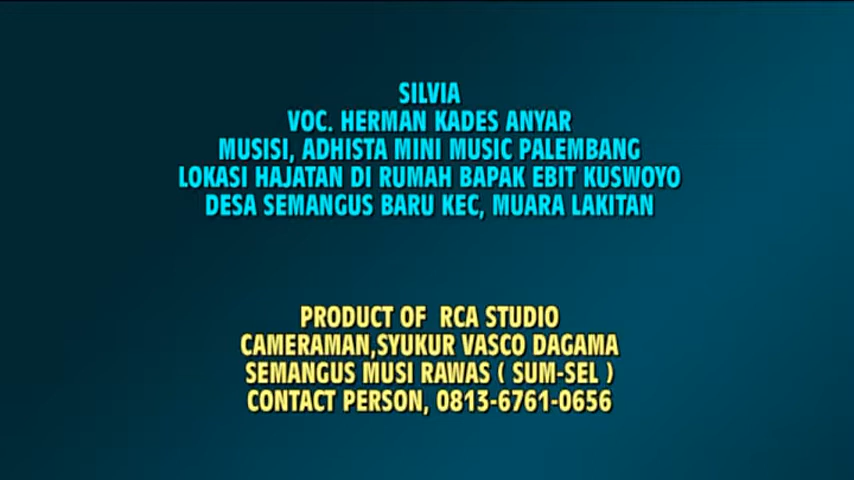 SILVIA
VOC. HERMAN KADES ANYAR
MUSISI, ADHISTA MINI MUSIC PALEMBANG
LOKASI HAJATAN DI RUMAH BAPAK EBIT KUSWOYO
DESA SEMANGUS BARU KEC, MUARA LAKITAN
PRODUCT OF RCA STUDIO
CAMERAMAN,SYUKUR VASCO DAGAMA
SEMANGUS MUSI RAWAS ( SUM-SEL )
CONTACT PERSON, 0813-6761-0656